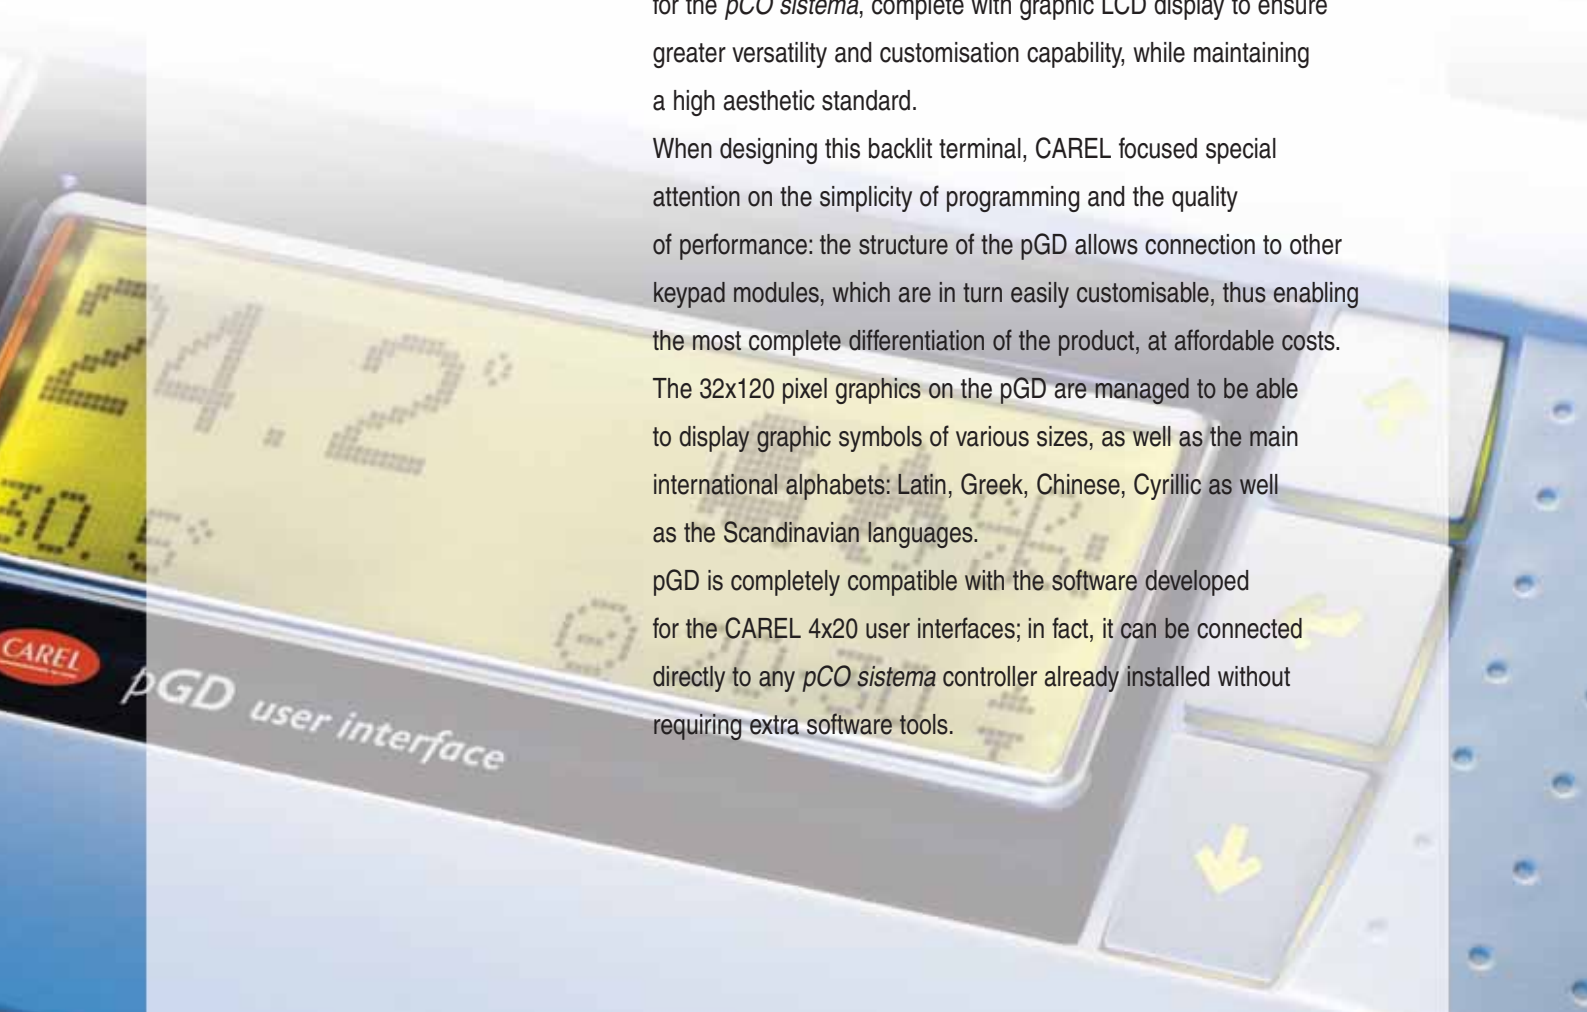 for the pCO sistema, complete with graphic LCD display to ensure
greater versatility and customisation capability, while maintaining
a high aesthetic standard.
When designing this backlit terminal, CAREL focused special
attention on the simplicity of programming and the quality
of performance: the structure of the pGD allows connection to other
keypad modules, which are in turn easily customisable, thus enabling
the most complete differentiation of the product, at affordable costs.
The 32x120 pixel graphics on the pGD are managed to be able
to display graphic symbols of various sizes, as well as the main
international alphabets: Latin, Greek, Chinese, Cyrillic as well
as the Scandinavian languages.
pGD is completely compatible with the software developed
for the CAREL 4x20 user interfaces; in fact, it can be connected
directly to any pCO sistema controller already installed without
requiring extra software tools.
24.2°
30.5°
CAREL
pGD user interface